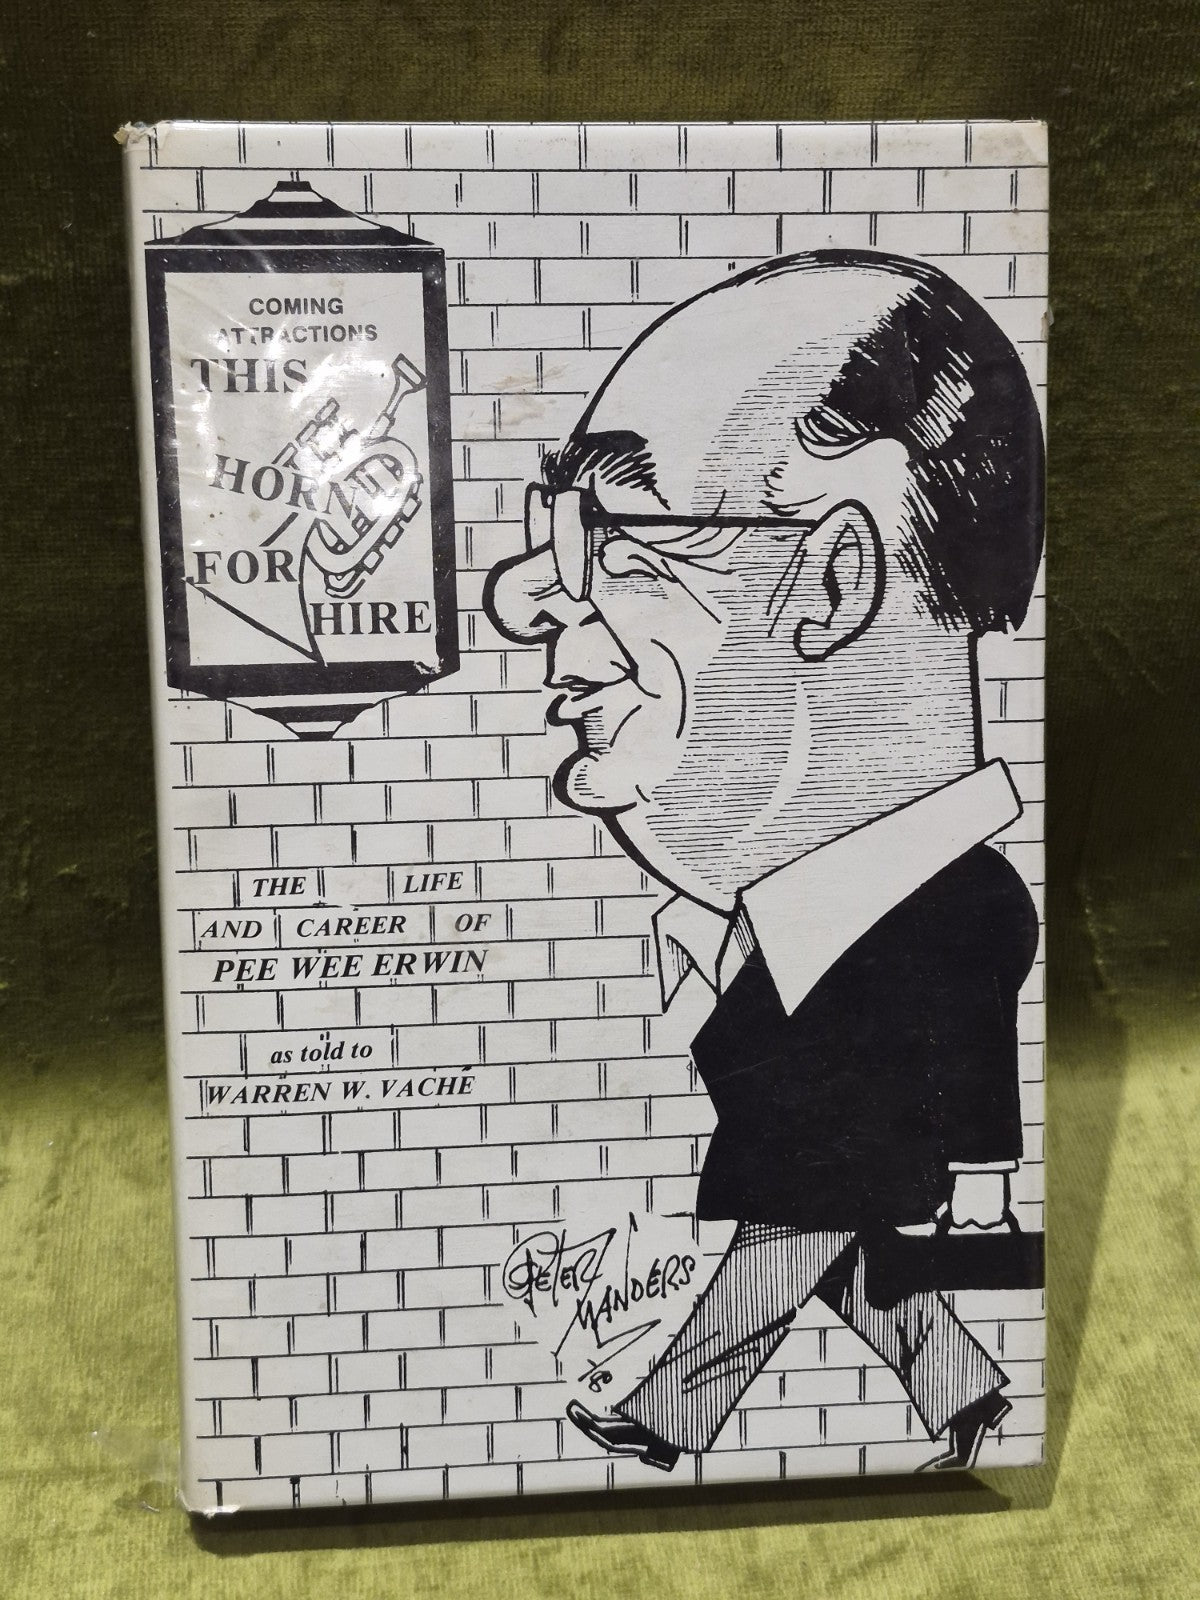 COMING
ATTRACTIONS
THIS
HORN
FOR
HIRE
THE LIFE
AND CAREER OF
PEE WEE ERWIN
as told to
WARREN W. VACHÉ
PETER
MANDERS
/80